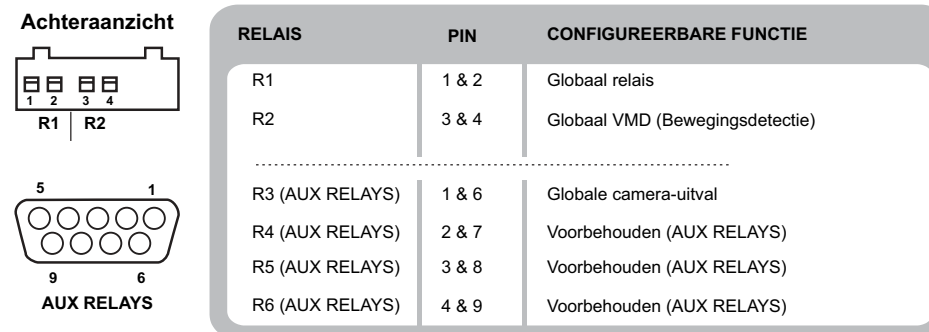 Achteraanzicht
1 2 3 4
R1 R2
5 1
9 6
AUX RELAYS
RELAIS PIN CONFIGUREERBARE FUNCTIE
R1 1 & 2 Globaal relais
R2 3 & 4 Globaal VMD (Bewegingsdetectie)
R3 (AUX RELAYS) 1 & 6 Globale camera-uitval
R4 (AUX RELAYS) 2 & 7 Voorbehouden (AUX RELAYS)
R5 (AUX RELAYS) 3 & 8 Voorbehouden (AUX RELAYS)
R6 (AUX RELAYS) 4 & 9 Voorbehouden (AUX RELAYS)